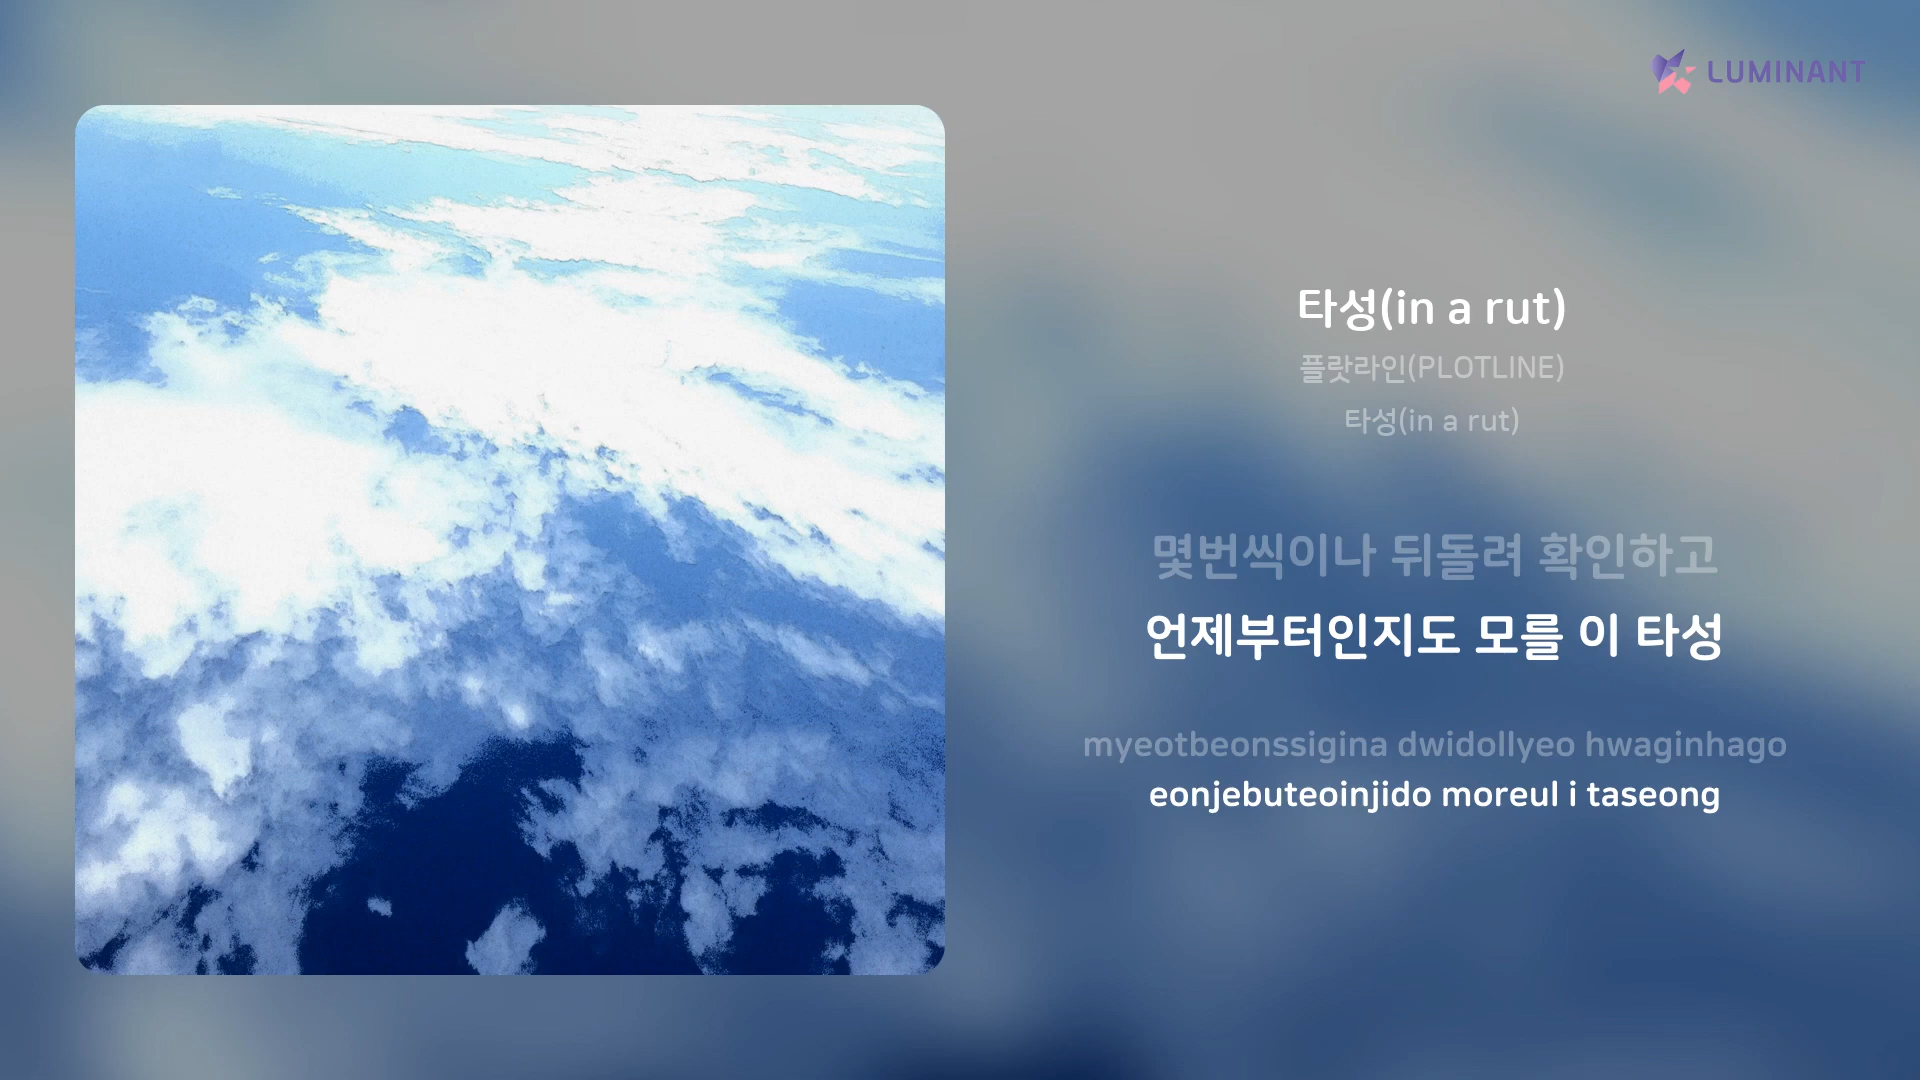 LUMINANT
타성(in a rut)
플랏라인(PLOTLINE)
타성(in a rut)
몇번씩이나 뒤돌려 확인하고
언제부터인지도 모를 이 타성
myeotbeonssigina dwidollyeo hwaginhago
eonjebuteoinjido moreul i taseong